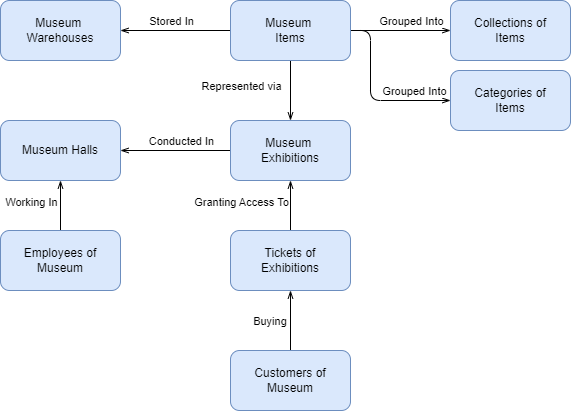 Museum
Warehouses
Stored In
Museum
Items
Grouped Into
Collections of
Items
Grouped Into
Categories of
Items
Represented via
Museum Halls
Conducted In
Museum
Exhibitions
Working In
Granting Access To
Employees of
Museum
Tickets of
Exhibitions
Buying
Customers of
Museum